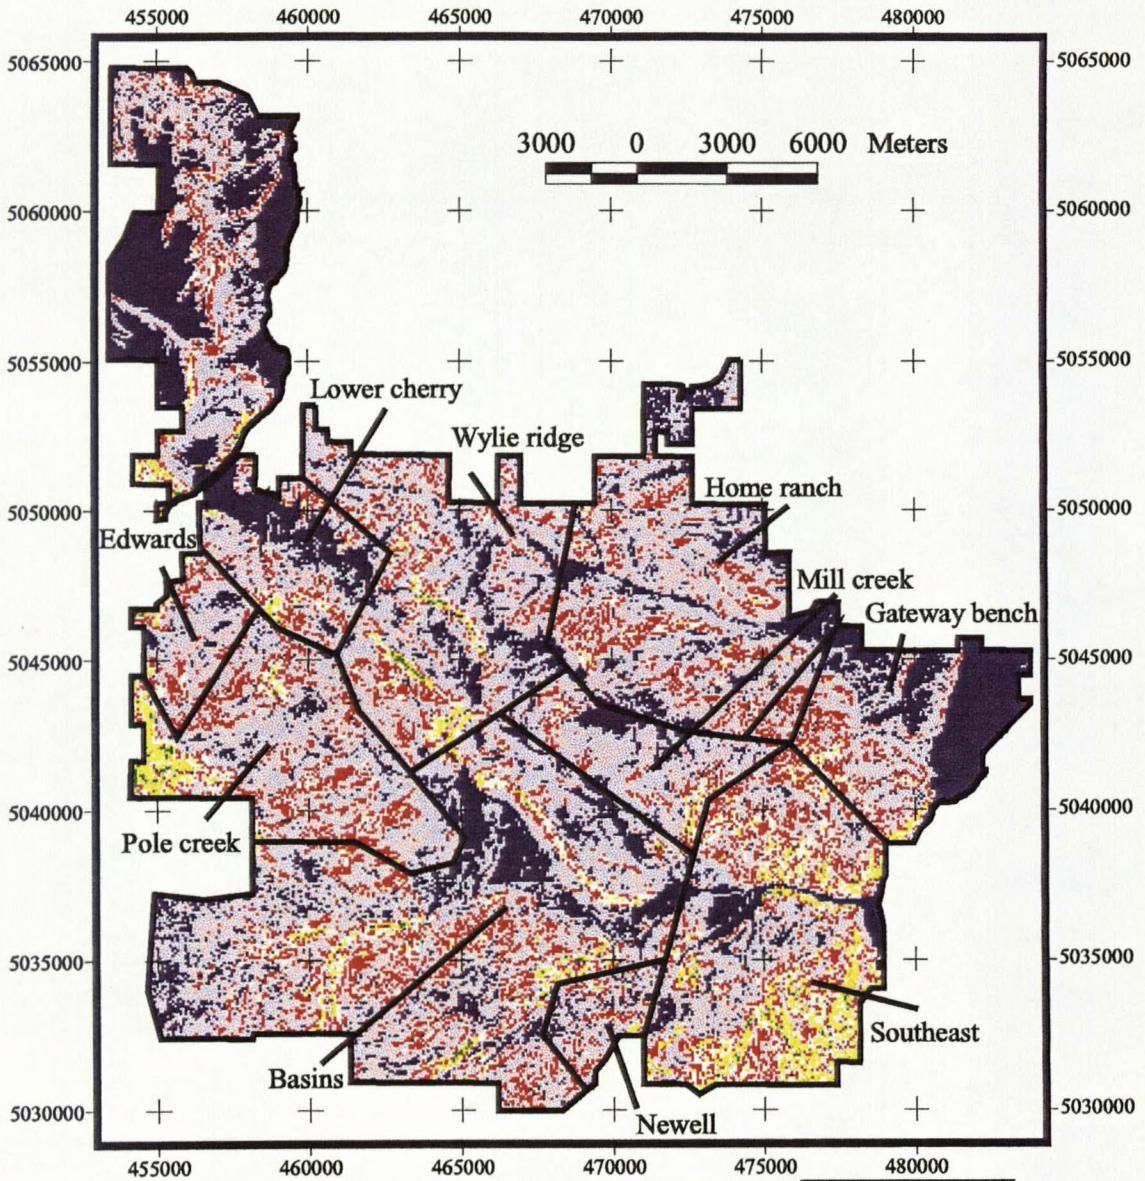 455000 460000 465000 470000 475000 480000
5065000 5065000
3000 0 3000 6000 Meters
5060000 5060000
5055000 5055000
Lower cherry
Wylie ridge
Home ranch
5050000 5050000
Edwards
Mill creek
Gateway bench
5045000 5045000
5040000 5040000
Pole creek
5035000 5035000
Southeast
Basins
5030000 5030000
Newell
455000 460000 465000 470000 475000 480000